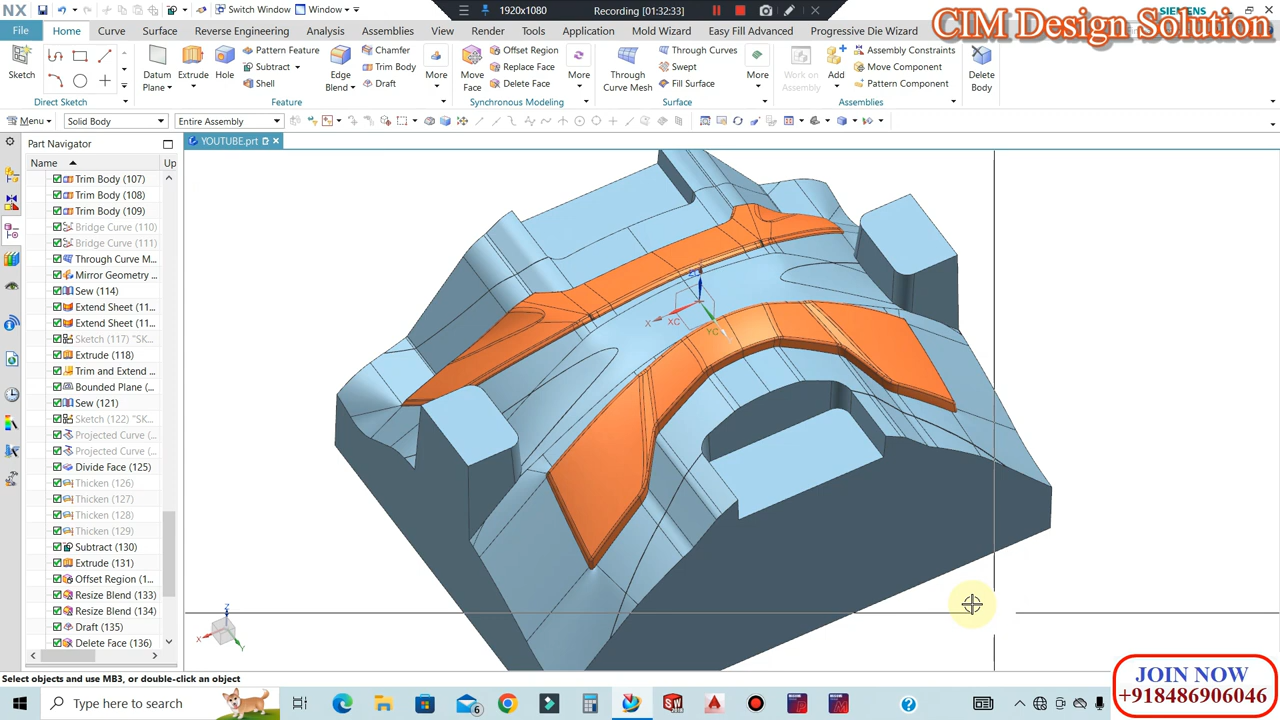 NX
Switch Window
Window
1920x1080
Recording [01:32:33]
SIEMENS
CIM Design Solution
File
Home
Curve
Surface
Reverse Engineering
Analysis
Assemblies
View
Render
Tools
Application
Mold Wizard
Easy Fill Advanced
Progressive Die Wizard
Sketch
Direct Sketch
Datum Plane
Extrude
Hole
Pattern Feature
Subtract
Shell
Edge Blend
Chamfer
Trim Body
Draft
More
Feature
Move Face
Offset Region
Replace Face
Delete Face
More
Synchronous Modeling
Through Curve Mesh
Through Curves
Swept
Fill Surface
More
Surface
Work on Assembly
Add
Assembly Constraints
Move Component
Pattern Component
Assemblies
Delete Body
Menu
Solid Body
Entire Assembly
Part Navigator
YOUTUBE.prt
Name
Up
Trim Body (107)
Trim Body (108)
Trim Body (109)
Bridge Curve (110)
Bridge Curve (111)
Through Curve M...
Mirror Geometry ...
Sew (114)
Extend Sheet (11...
Extend Sheet (11...
Sketch (117) "SK...
Extrude (118)
Trim and Extend ...
Bounded Plane (...
Sew (121)
Sketch (122) "SK...
Projected Curve (...
Projected Curve (...
Divide Face (125)
Thicken (126)
Thicken (127)
Thicken (128)
Thicken (129)
Subtract (130)
Extrude (131)
Offset Region (1...
Resize Blend (133)
Resize Blend (134)
Draft (135)
Delete Face (136)
X
XC
YC
Z
X
Y
Select objects and use MB3, or double-click an object
Type here to search
6
JOIN NOW
+918486906046